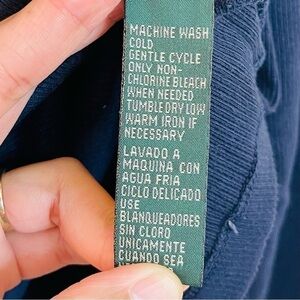 MACHINE WASH
COLD
GENTLE CYCLE
ONLY NON-
CHLORINE BLEACH
WHEN NEEDED
TUMBLE DRY LOW
WARM IRON IF
NECESSARY
LAVADO A
MAQUINA CON
AGUA FRIA
CICLO DELICADO
USE
BLANQUEADORES
SIN CLORO
UNICAMENTE
CUANDO SEA